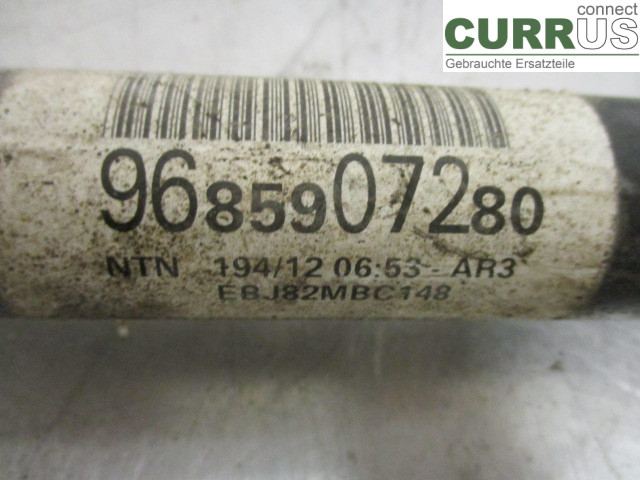 connect
CURRUS
Gebrauchte Ersatzteile
9685907280
NTN 194/12 06:53 - AR3
EBJ82MBC148